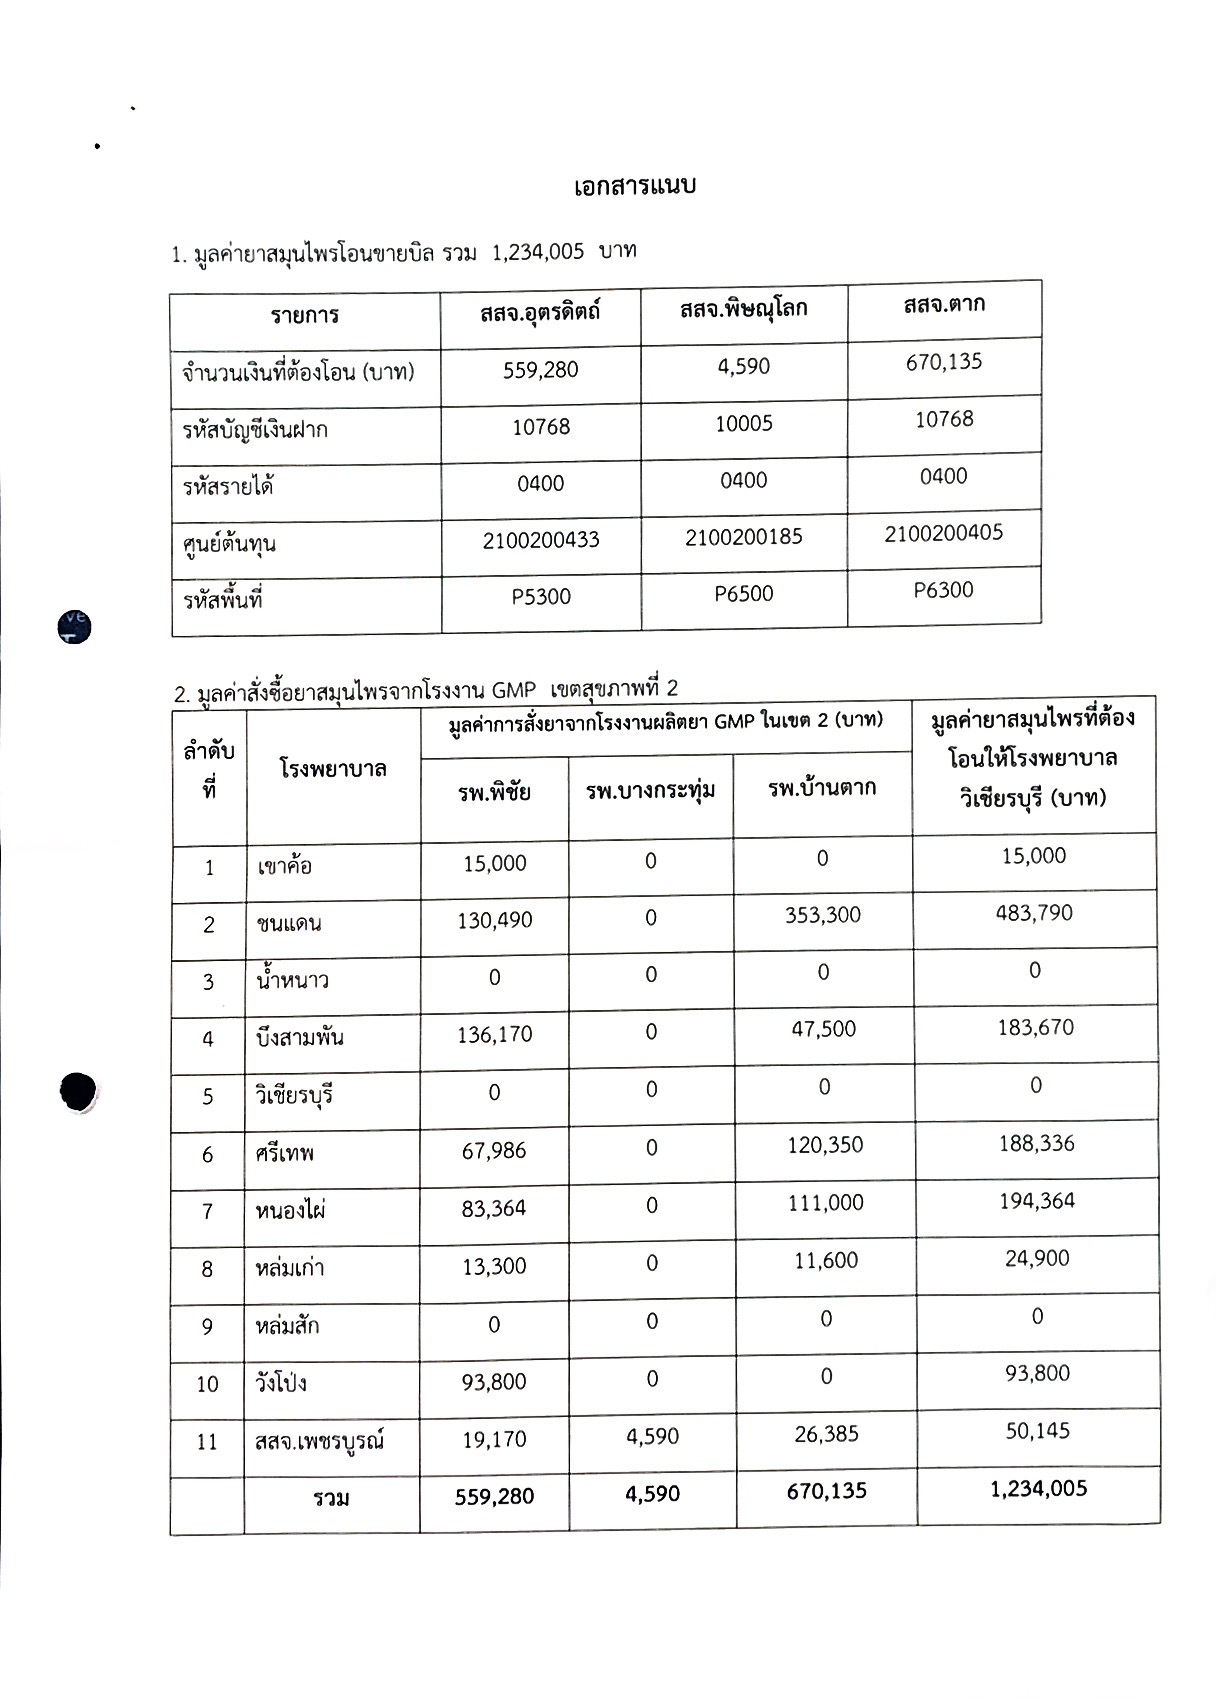 เอกสารแนบ
1. มูลค่ายาสมุนไพรโอนขายบิล รวม 1,234,005 บาท
รายการ สสจ.อุตรดิตถ์ สสจ.พิษณุโลก สสจ.ตาก
จำนวนเงินที่ต้องโอน (บาท) 559,280 4,590 670,135
รหัสบัญชีเงินฝาก 10768 10005 10768
รหัสรายได้ 0400 0400 0400
ศูนย์ต้นทุน 2100200433 2100200185 2100200405
รหัสพื้นที่ P5300 P6500 P6300
2. มูลค่าสั่งซื้อยาสมุนไพรจากโรงงาน GMP เขตสุขภาพที่ 2
ลำดับ
ที่
โรงพยาบาล
มูลค่าการสั่งยาจากโรงงานผลิตยา GMP ในเขต 2 (บาท)
รพ.พิชัย รพ.บางกระทุ่ม รพ.บ้านตาก
มูลค่ายาสมุนไพรที่ต้อง
โอนให้โรงพยาบาล
วิเชียรบุรี (บาท)
1 เขาค้อ 15,000 0 0 15,000
2 ชนแดน 130,490 0 353,300 483,790
3 น้ำหนาว 0 0 0 0
4 บึงสามพัน 136,170 0 47,500 183,670
5 วิเชียรบุรี 0 0 0 0
6 ศรีเทพ 67,986 0 120,350 188,336
7 หนองไผ่ 83,364 0 111,000 194,364
8 หล่มเก่า 13,300 0 11,600 24,900
9 หล่มสัก 0 0 0 0
10 วังโป่ง 93,800 0 0 93,800
11 สสจ.เพชรบูรณ์ 19,170 4,590 26,385 50,145
รวม 559,280 4,590 670,135 1,234,005